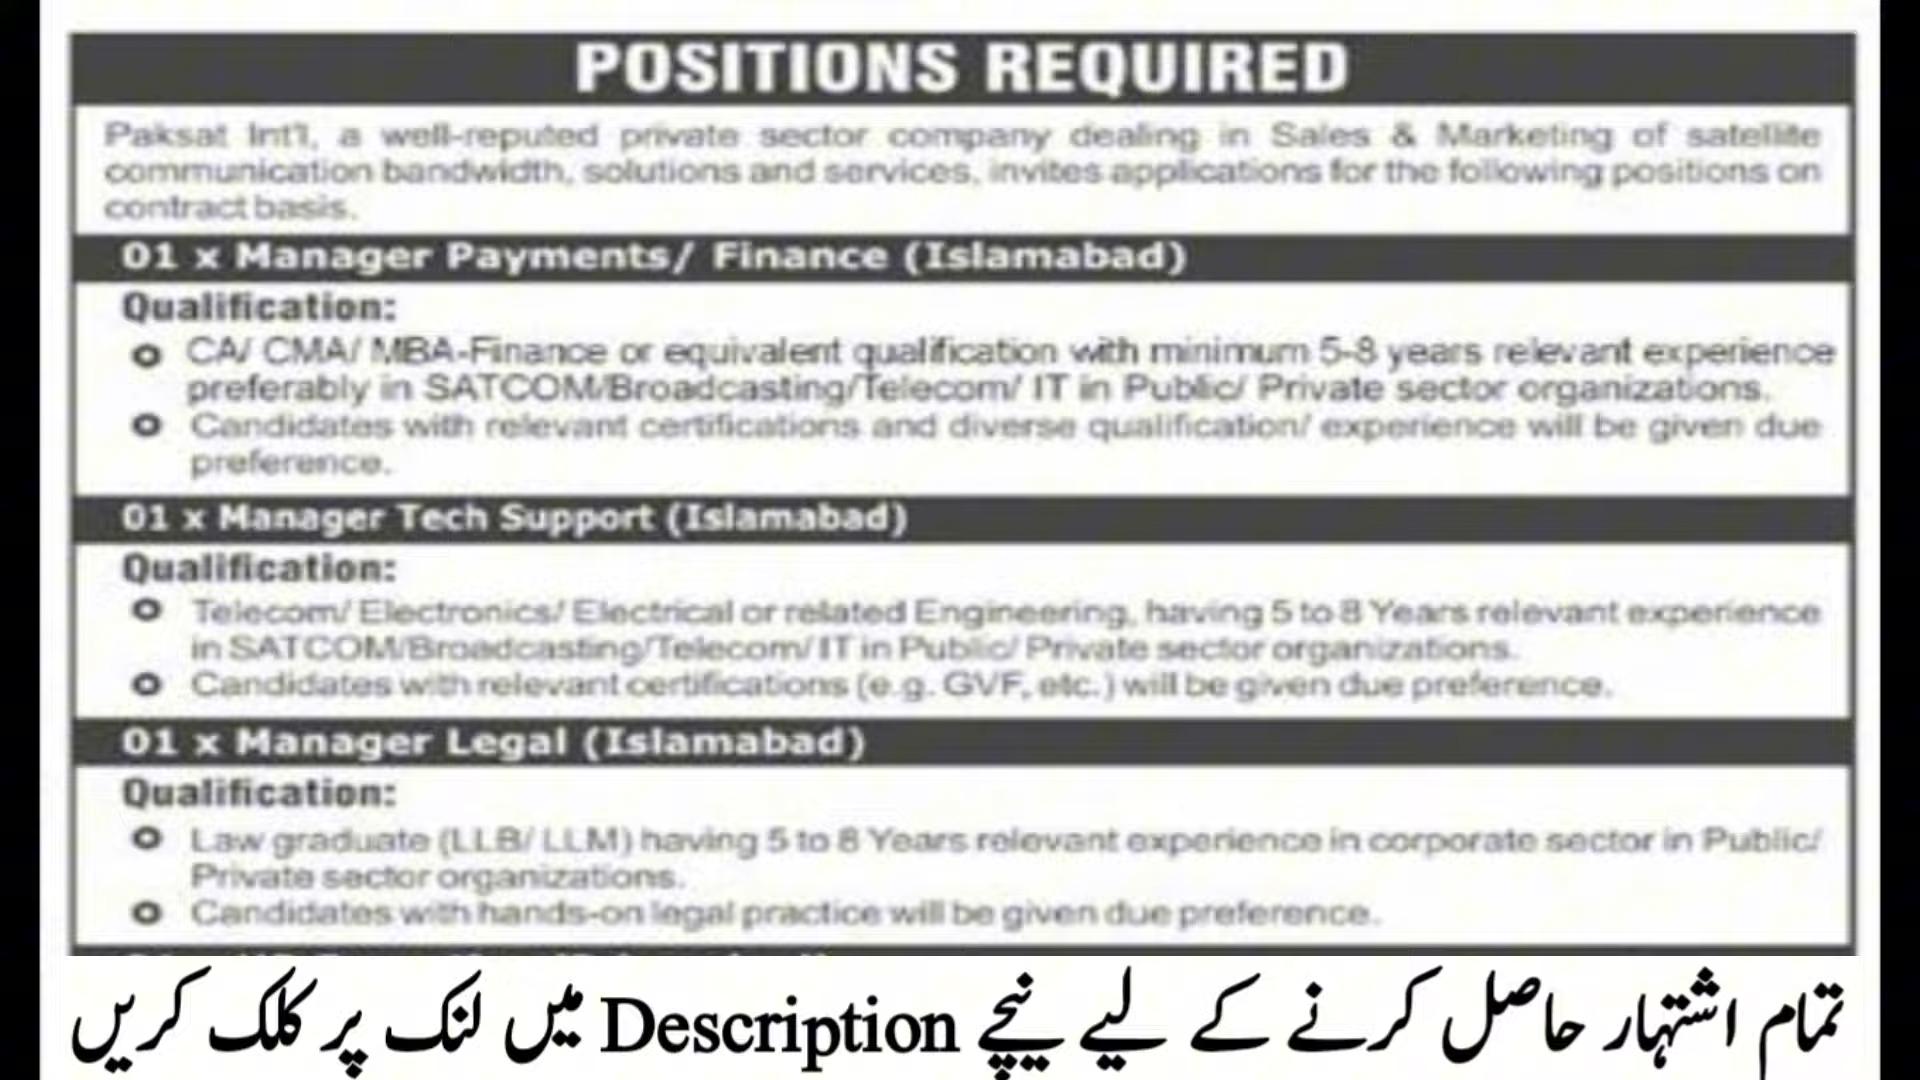 POSITIONS REQUIRED
Paksat Int'l, a well-reputed private sector company dealing in Sales & Marketing of satellite
communication bandwidth, solutions and services, invites applications for the following positions on
contract basis.
01 x Manager Payments/ Finance (Islamabad)
Qualification:
CA/ CMA/ MBA-Finance or equivalent qualification with minimum 5-8 years relevant experience
preferably in SATCOM/Broadcasting/Telecom/ IT in Public/ Private sector organizations.
Candidates with relevant certifications and diverse qualification/ experience will be given due
preference.
01 x Manager Tech Support (Islamabad)
Qualification:
Telecom/ Electronics/ Electrical or related Engineering, having 5 to 8 Years relevant experience
in SATCOM/Broadcasting/Telecom/ IT in Public/ Private sector organizations.
Candidates with relevant certifications (e.g. GVF, etc.) will be given due preference.
01 x Manager Legal (Islamabad)
Qualification:
Law graduate (LLB/ LLM) having 5 to 8 Years relevant experience in corporate sector in Public/
Private sector organizations.
Candidates with hands-on legal practice will be given due preference.
تمام اشتہار حاصل کرنے کے لیے نیچے Description میں لنک پر کلک کریں